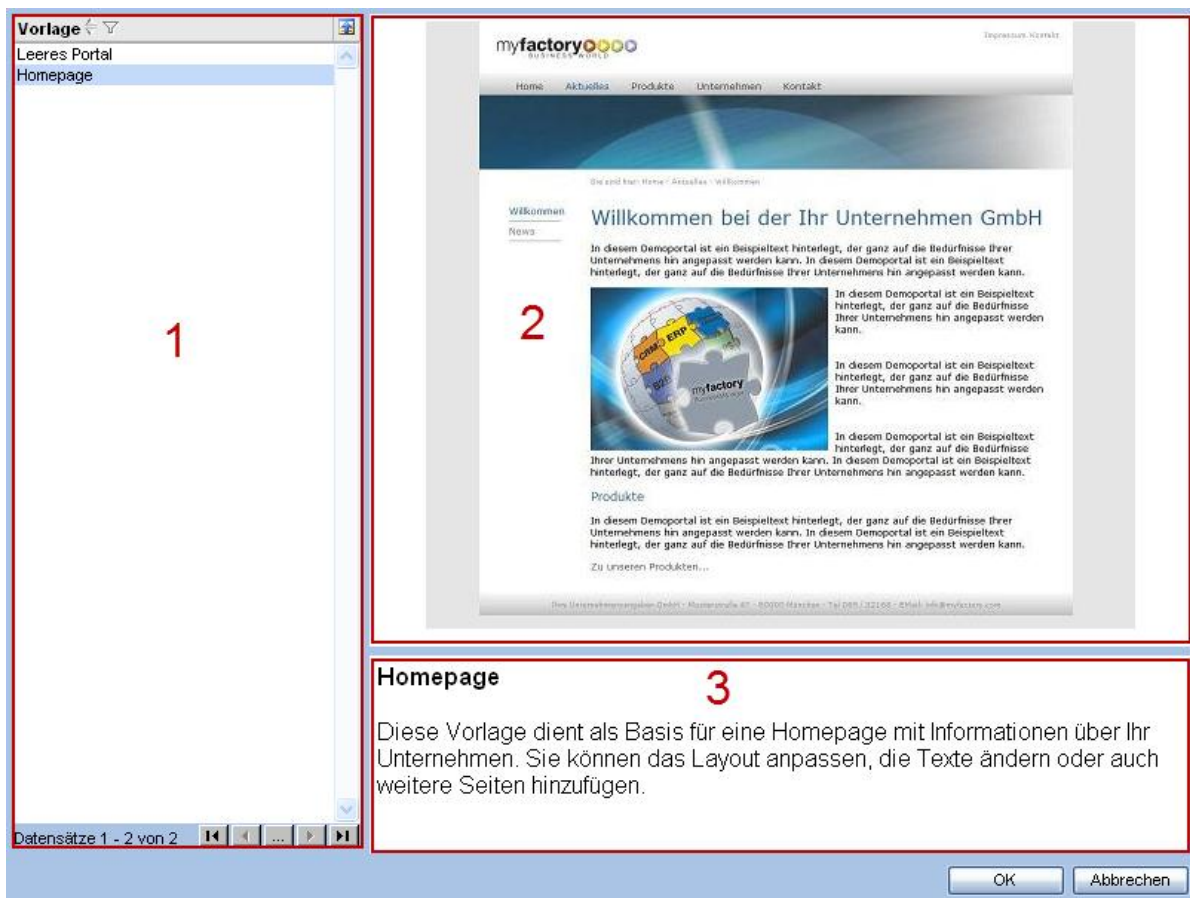 Vorlage
Leeres Portal
Homepage
1
Datensätze 1 - 2 von 2
...
myfactory
BUSINESS WORLD
Impressum Kontakt
Home Aktuelles Produkte Unternehmen Kontakt
Sie sind hier: Home > Aktuelles > Willkommen
Willkommen
News
Willkommen bei der Ihr Unternehmen GmbH
In diesem Demoportal ist ein Beispieltext hinterlegt, der ganz auf die Bedürfnisse Ihrer
Unternehmens hin angepasst werden kann. In diesem Demoportal ist ein Beispieltext
hinterlegt, der ganz auf die Bedürfnisse Ihrer Unternehmens hin angepasst werden kann.
2
CRM ERP
B2B
myfactory
In diesem Demoportal ist ein Beispieltext
hinterlegt, der ganz auf die Bedürfnisse
Ihrer Unternehmens hin angepasst werden
kann.
In diesem Demoportal ist ein Beispieltext
hinterlegt, der ganz auf die Bedürfnisse
Ihrer Unternehmens hin angepasst werden
kann.
In diesem Demoportal ist ein Beispieltext
hinterlegt, der ganz auf die Bedürfnisse
Ihrer Unternehmens hin angepasst werden kann. In diesem Demoportal ist ein Beispieltext
hinterlegt, der ganz auf die Bedürfnisse Ihrer Unternehmens hin angepasst werden kann.
Produkte
In diesem Demoportal ist ein Beispieltext hinterlegt, der ganz auf die Bedürfnisse Ihrer
Unternehmens hin angepasst werden kann. In diesem Demoportal ist ein Beispieltext
hinterlegt, der ganz auf die Bedürfnisse Ihrer Unternehmens hin angepasst werden kann.
Zu unseren Produkten...
GmbH - Musterstraße - 80000 München - Tel - EMail: info@myfactory.com
Homepage
3
Diese Vorlage dient als Basis für eine Homepage mit Informationen über Ihr
Unternehmen. Sie können das Layout anpassen, die Texte ändern oder auch
weitere Seiten hinzufügen.
OK Abbrechen